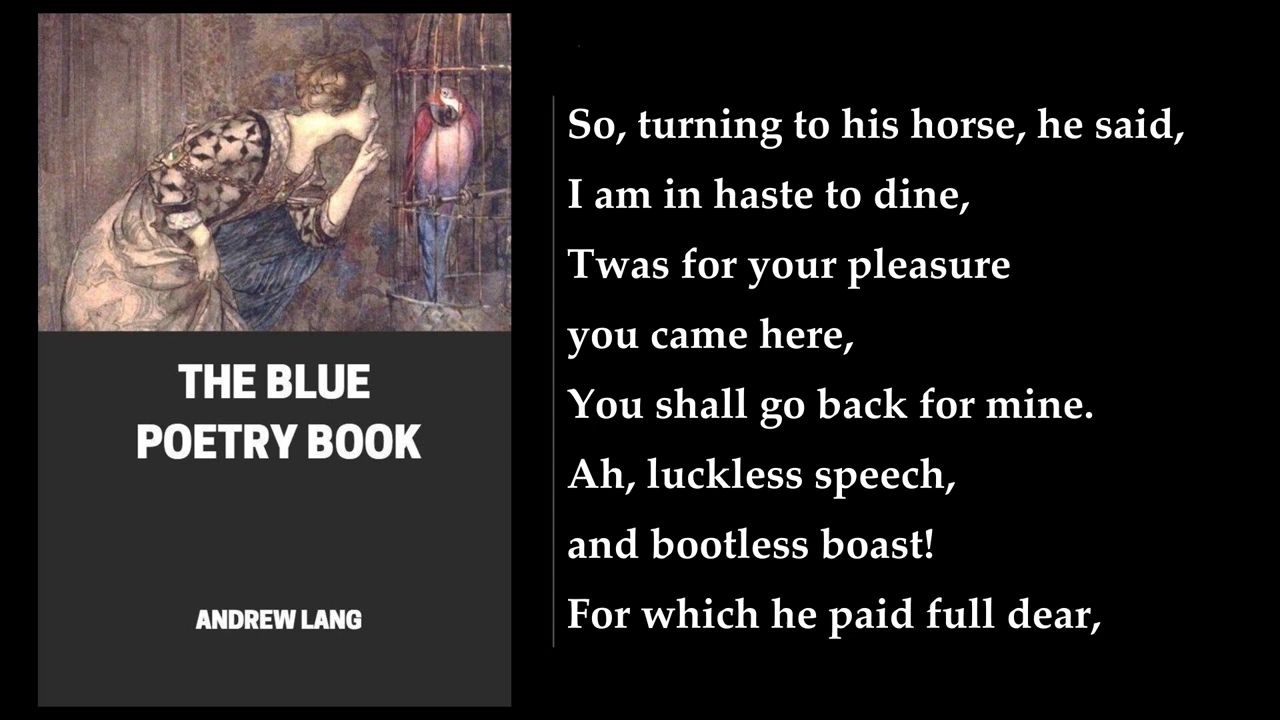 THE BLUE
POETRY BOOK
ANDREW LANG
So, turning to his horse, he said,
I am in haste to dine,
Twas for your pleasure
you came here,
You shall go back for mine.
Ah, luckless speech,
and bootless boast!
For which he paid full dear,